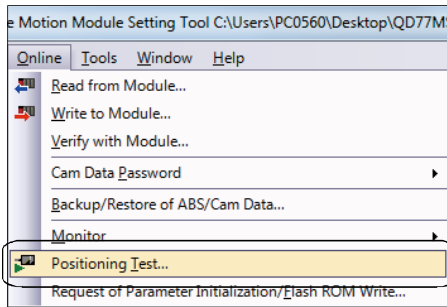 e Motion Module Setting Tool C:\Users\PC0560\Desktop\QD77M
Online Tools Window Help
Read from Module...
Write to Module...
Verify with Module...
Cam Data Password
Backup/Restore of ABS/Cam Data...
Monitor
Positioning Test...
Request of Parameter Initialization/Flash ROM Write...